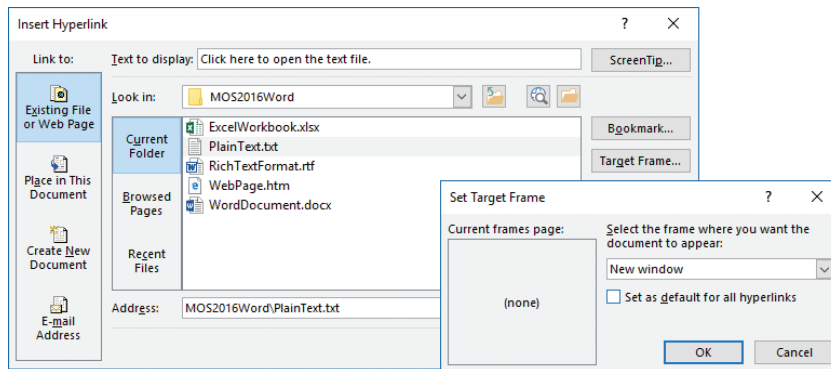 Insert Hyperlink
?
X
Link to:
Text to display:
Click here to open the text file.
ScreenTip...
Existing File
or Web Page
Look in:
MOS2016Word
Current
Folder
ExcelWorkbook.xlsx
PlainText.txt
RichTextFormat.rtf
WebPage.htm
WordDocument.docx
Bookmark...
Target Frame...
Place in This
Document
Browsed
Pages
Create New
Document
Recent
Files
E-mail
Address
Address:
MOS2016Word\PlainText.txt
Set Target Frame
?
X
Current frames page:
(none)
Select the frame where you want the
document to appear:
New window
Set as default for all hyperlinks
OK
Cancel